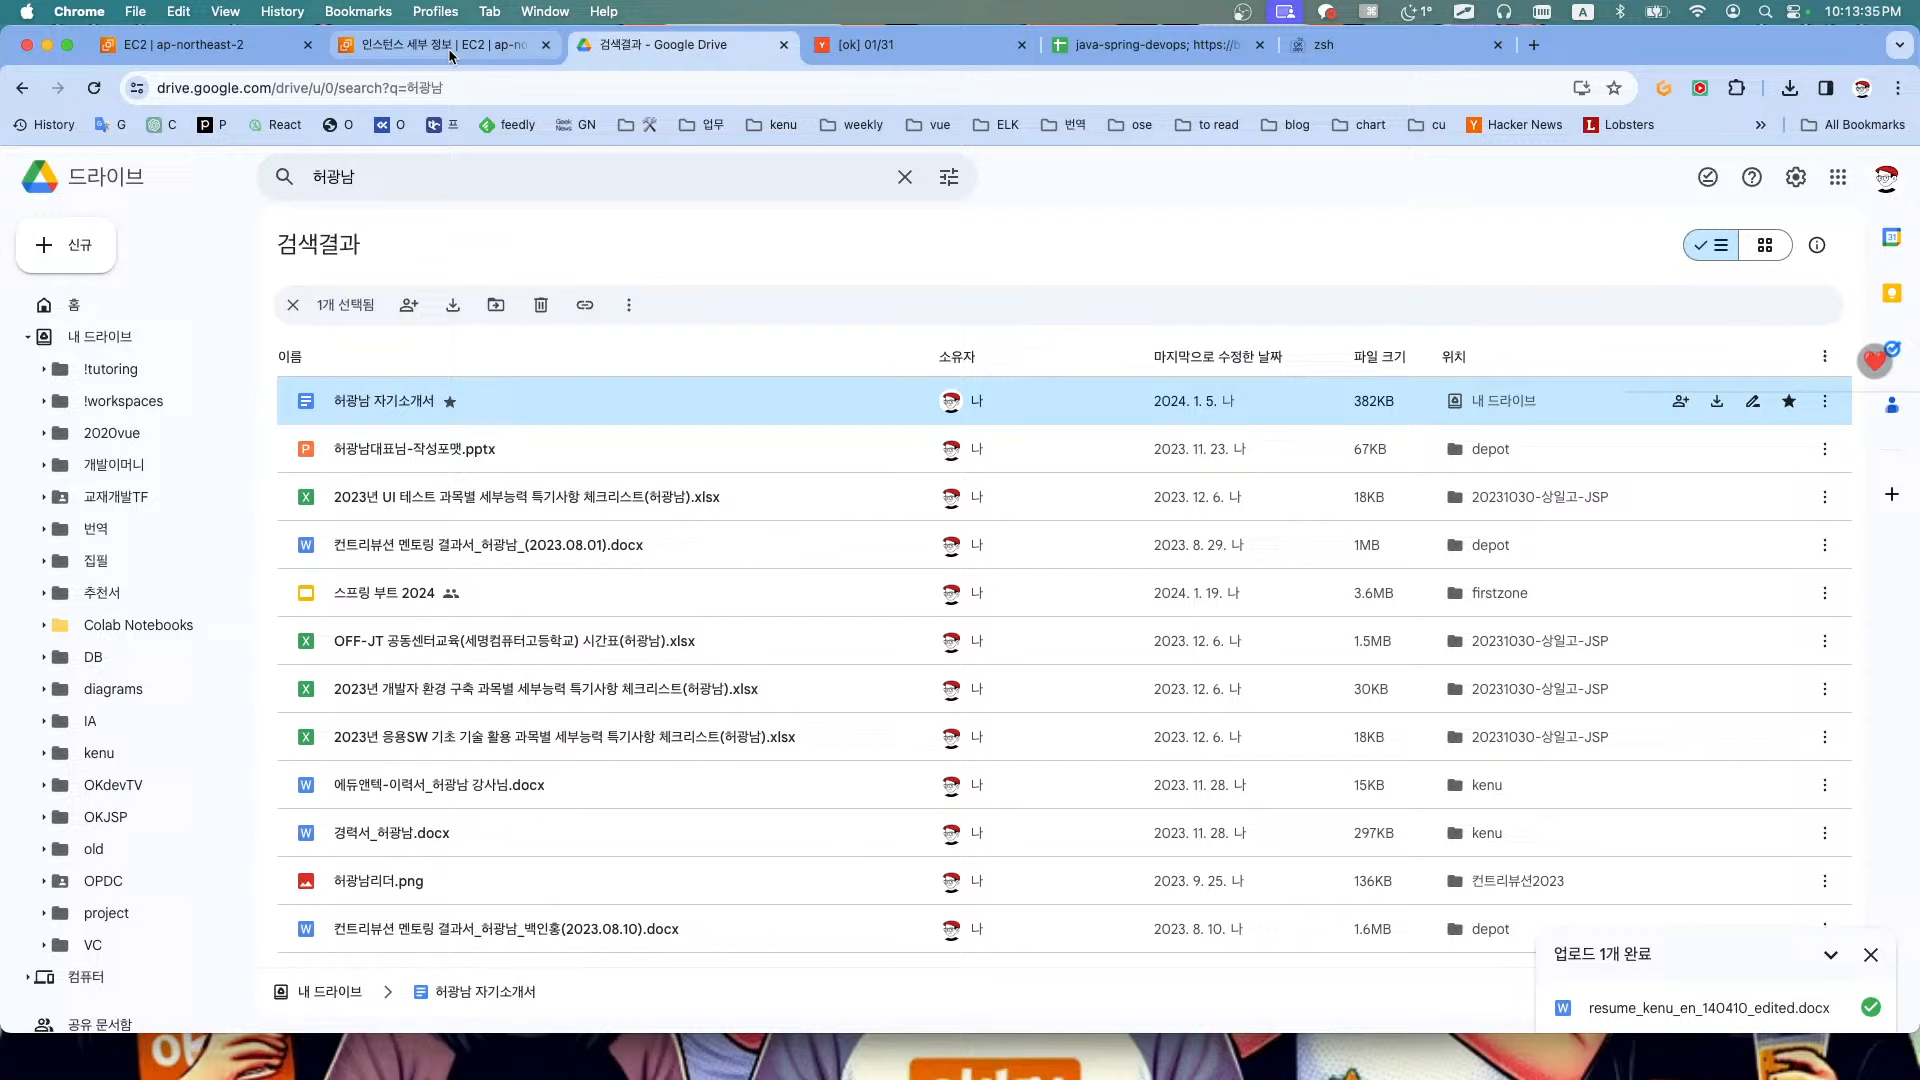 Chrome File Edit View History Bookmarks Profiles Tab Window Help 1° A 10:13:35 PM
EC2 | ap-northeast-2
인스턴스 세부 정보 | EC2 | ap-no
검색결과 - Google Drive
[ok] 01/31
java-spring-devops; https://b
zsh
drive.google.com/drive/u/0/search?q=허광남
History G C P React O O 프 feedly GN 업무 kenu weekly vue ELK 번역 ose to read blog chart cu Hacker News Lobsters All Bookmarks
드라이브
허광남
신규
검색결과
1개 선택됨
홈
내 드라이브
!tutoring
!workspaces
2020vue
개발이머니
교재개발TF
번역
집필
추천서
Colab Notebooks
DB
diagrams
IA
kenu
OKdevTV
OKJSP
old
OPDC
project
VC
컴퓨터
공유 문서함
이름 소유자 마지막으로 수정한 날짜 파일 크기 위치
허광남 자기소개서 나 2024. 1. 5. 나 382KB 내 드라이브
허광남대표님-작성포맷.pptx 나 2023. 11. 23. 나 67KB depot
2023년 UI 테스트 과목별 세부능력 특기사항 체크리스트(허광남).xlsx 나 2023. 12. 6. 나 18KB 20231030-상일고-JSP
컨트리뷰션 멘토링 결과서_허광남_(2023.08.01).docx 나 2023. 8. 29. 나 1MB depot
스프링 부트 2024 나 2024. 1. 19. 나 3.6MB firstzone
OFF-JT 공동센터교육(세명컴퓨터고등학교) 시간표(허광남).xlsx 나 2023. 12. 6. 나 1.5MB 20231030-상일고-JSP
2023년 개발자 환경 구축 과목별 세부능력 특기사항 체크리스트(허광남).xlsx 나 2023. 12. 6. 나 30KB 20231030-상일고-JSP
2023년 응용SW 기초 기술 활용 과목별 세부능력 특기사항 체크리스트(허광남).xlsx 나 2023. 12. 6. 나 18KB 20231030-상일고-JSP
에듀앤텍-이력서_허광남 강사님.docx 나 2023. 11. 28. 나 15KB kenu
경력서_허광남.docx 나 2023. 11. 28. 나 297KB kenu
허광남리더.png 나 2023. 9. 25. 나 136KB 컨트리뷰션2023
컨트리뷰션 멘토링 결과서_허광남_백인홍(2023.08.10).docx 나 2023. 8. 10. 나 1.6MB depot
내 드라이브 허광남 자기소개서
업로드 1개 완료
resume_kenu_en_140410_edited.docx